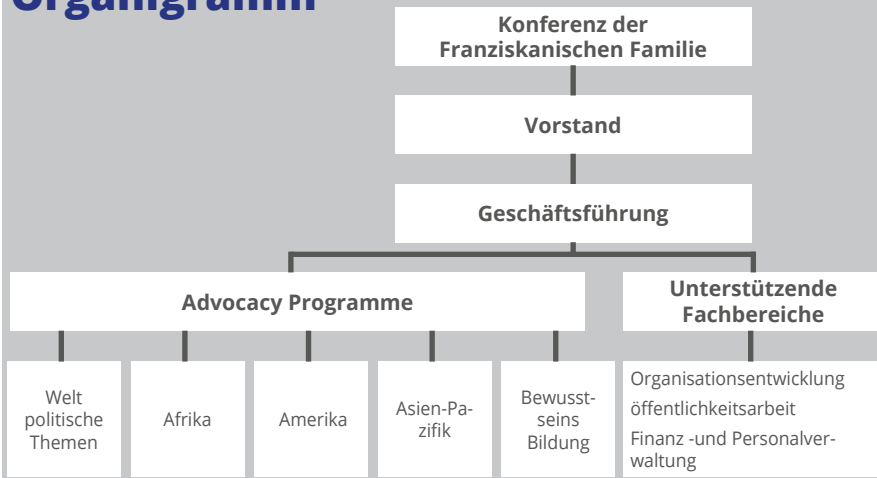 Organigramm
Konferenz der
Franziskanischen Familie
Vorstand
Geschäftsführung
Advocacy Programme
Unterstützende
Fachbereiche
Welt
politische
Themen
Afrika
Amerika
Asien-Pa-
zifik
Bewusst-
seins
Bildung
Organisationsentwicklung
öffentlichkeitsarbeit
Finanz -und Personalver-
waltung